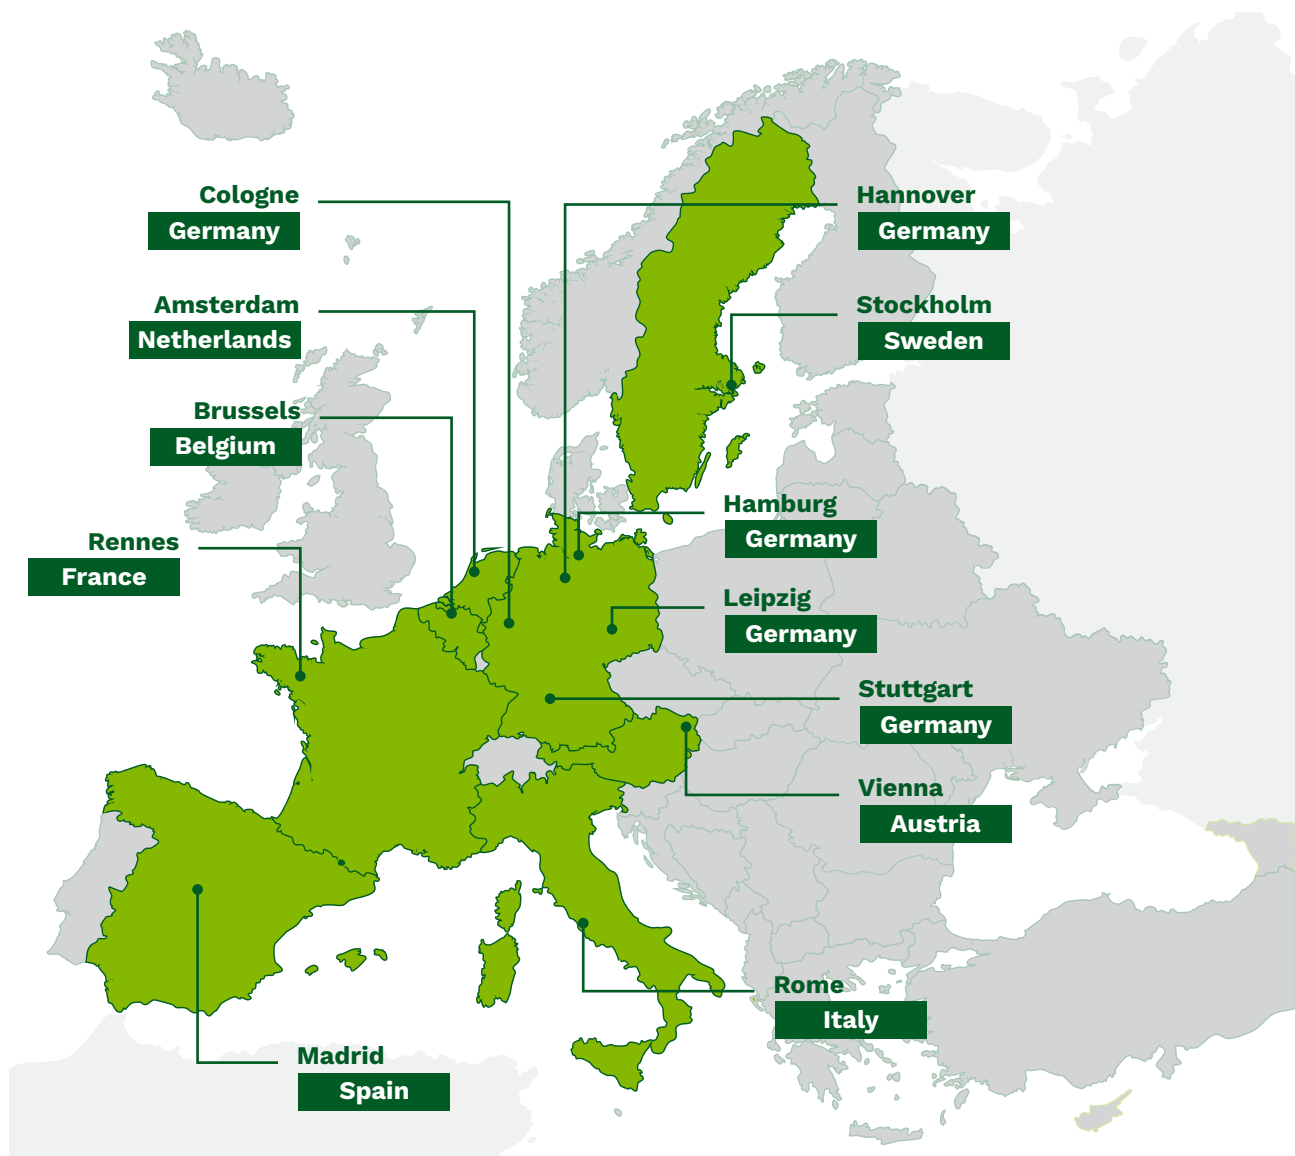 Cologne
Germany
Hannover
Germany
Amsterdam
Netherlands
Stockholm
Sweden
Brussels
Belgium
Hamburg
Germany
Rennes
France
Leipzig
Germany
Stuttgart
Germany
Vienna
Austria
Rome
Italy
Madrid
Spain